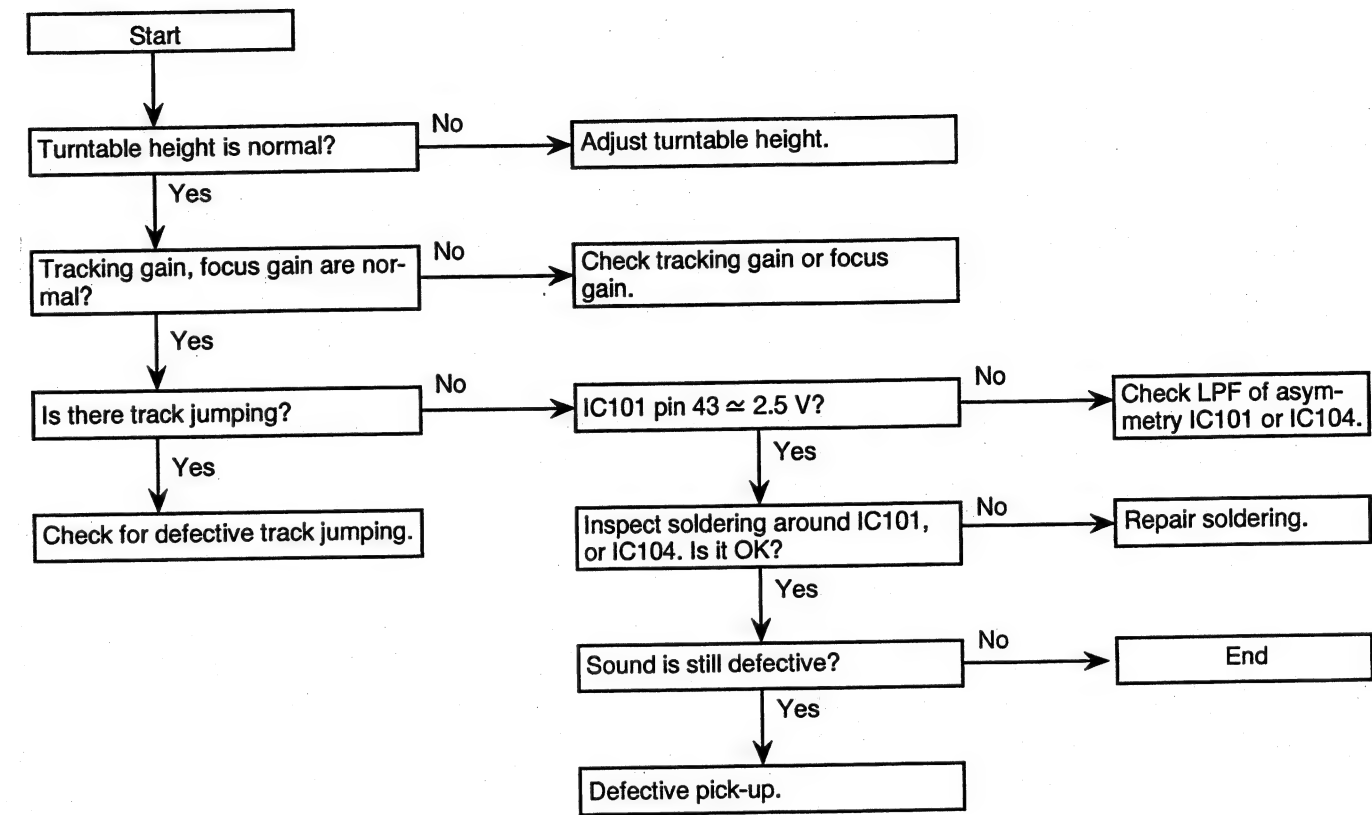 Start
Turntable height is normal?
No
Adjust turntable height.
Yes
Tracking gain, focus gain are nor-
mal?
No
Check tracking gain or focus
gain.
Yes
Is there track jumping?
No
IC101 pin 43 ≃ 2.5 V?
No
Check LPF of asym-
metry IC101 or IC104.
Yes
Yes
Check for defective track jumping.
Inspect soldering around IC101,
or IC104. Is it OK?
No
Repair soldering.
Yes
Sound is still defective?
No
End
Yes
Defective pick-up.